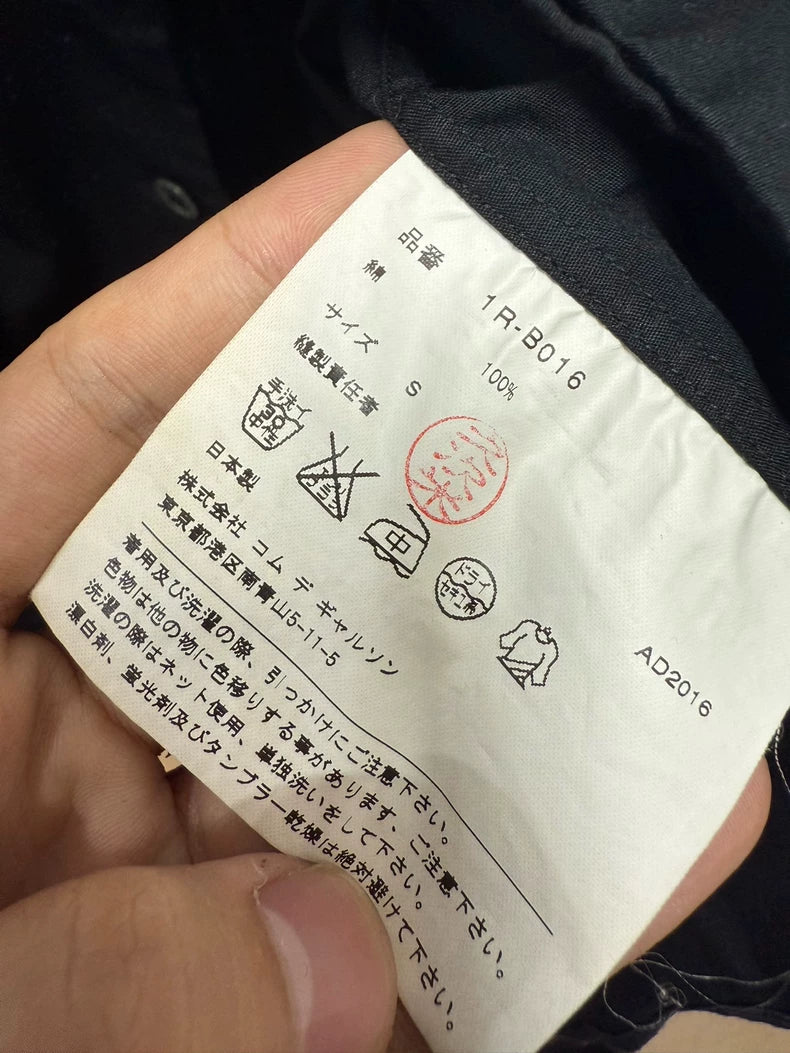 品番 1R-B016
綿 100%
サイズ S
縫製責任者
手洗イ
30
中性
中
ドライ
セキユ系
日本製
株式会社 コム デ ギャルソン
東京都港区南青山5-11-5
AD2016
着用及び洗濯の際、引っかけにご注意下さい。
色物は他の物に色移りする事があります、ご注意下さい。
洗濯の際はネット使用、単独洗いをして下さい。
漂白剤、蛍光剤及びタンブラー乾燥は絶対避けて下さい。